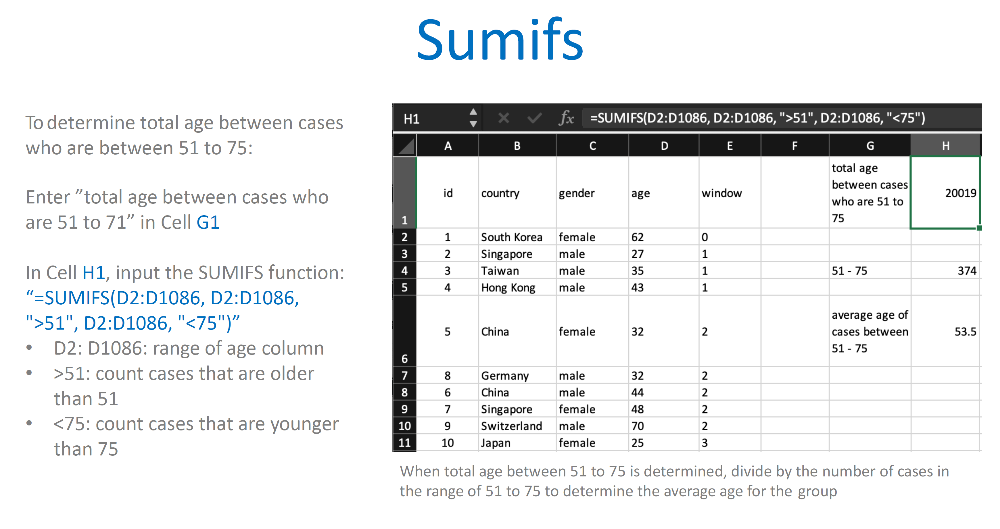 Sumifs
To determine total age between cases
who are between 51 to 75:
Enter ”total age between cases who
are 51 to 71” in Cell G1
In Cell H1, input the SUMIFS function:
“=SUMIFS(D2:D1086, D2:D1086,
">51", D2:D1086, "<75")”
• D2: D1086: range of age column
• >51: count cases that are older
than 51
• <75: count cases that are younger
than 75
H1 fx =SUMIFS(D2:D1086, D2:D1086, ">51", D2:D1086, "<75")
A B C D E F G H
1 id country gender age window total age between cases who are 51 to 75 20019
2 1 South Korea female 62 0
3 2 Singapore male 27 1
4 3 Taiwan male 35 1 51 - 75 374
5 4 Hong Kong male 43 1
6 5 China female 32 2 average age of cases between 51 - 75 53.5
7 8 Germany male 32 2
8 6 China male 44 2
9 7 Singapore female 48 2
10 9 Switzerland male 70 2
11 10 Japan female 25 3
When total age between 51 to 75 is determined, divide by the number of cases in
the range of 51 to 75 to determine the average age for the group